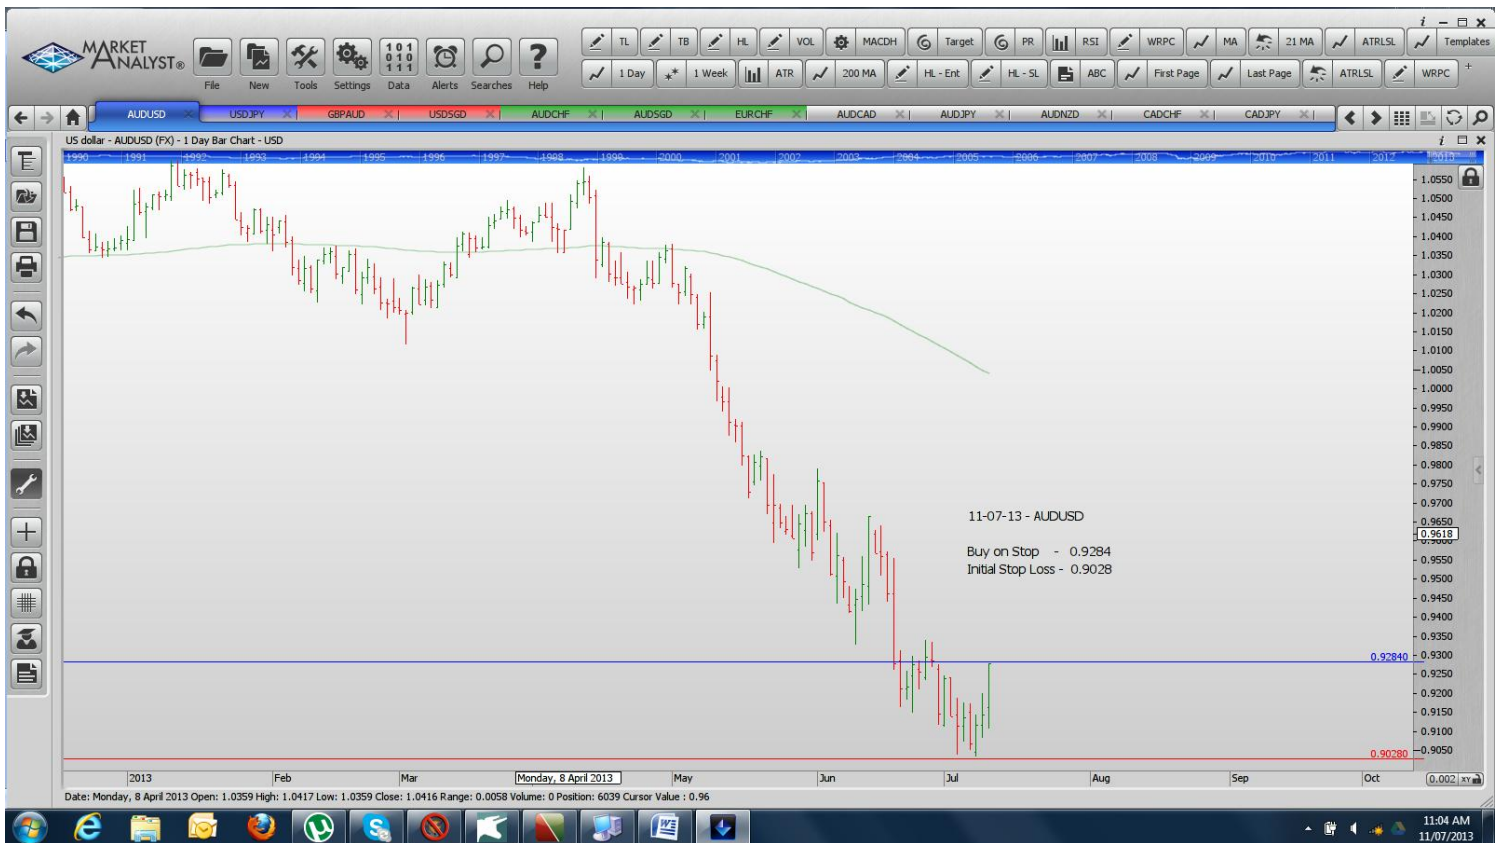 i
MARKET
ANALYST®
File
New
Tools
Settings
101
010
111
Data
Alerts
Searches
?
Help
TL
TB
HL
VOL
MACDH
Target
PR
RSI
WRPC
MA
21 MA
ATRLSL
Templates
1 Day
1 Week
ATR
200 MA
HL - Ent
HL - SL
ABC
First Page
Last Page
ATRLSL
WRPC
AUDUSD
USDJPY
GBPAUD
USDSGD
AUDCHF
AUDSGD
EURCHF
AUDCAD
AUDJPY
AUDNZD
CADCHF
CADJPY
US dollar - AUDUSD (FX) - 1 Day Bar Chart - USD
i
1990 1991 1992 1993 1994 1995 1996 1997 1998 1999 2000 2001 2002 2003 2004 2005 2006 2007 2008 2009 2010 2011 2012 2013
1.0550
1.0500
1.0450
1.0400
1.0350
1.0300
1.0250
1.0200
1.0150
1.0100
1.0050
1.0000
0.9950
0.9900
0.9850
0.9800
0.9750
0.9700
0.9650
0.9618
0.9550
0.9500
0.9450
0.9400
0.9350
0.9300
0.9250
0.9200
0.9150
0.9100
0.9050
11-07-13 - AUDUSD
Buy on Stop - 0.9284
Initial Stop Loss - 0.9028
0.92840
0.90280
2013 Feb Mar Monday, 8 April 2013 May Jun Jul Aug Sep Oct
0.002 XY
Date: Monday, 8 April 2013 Open: 1.0359 High: 1.0417 Low: 1.0359 Close: 1.0416 Range: 0.0058 Volume: 0 Position: 6039 Cursor Value : 0.96
11:04 AM
11/07/2013